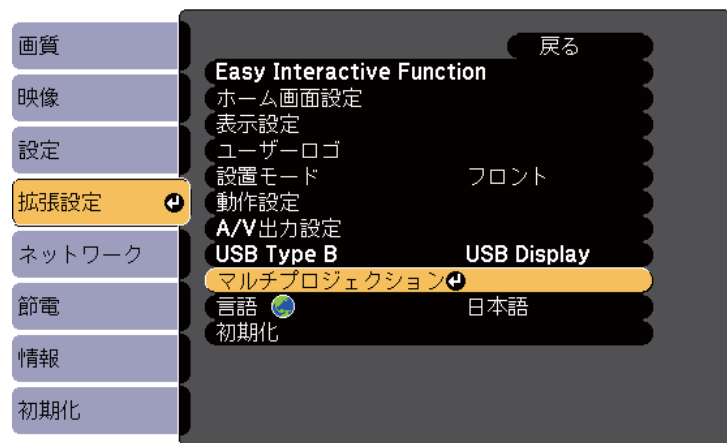 画質
映像
設定
拡張設定
ネットワーク
節電
情報
初期化
戻る
Easy Interactive Function
ホーム画面設定
表示設定
ユーザーロゴ
設置モード フロント
動作設定
A/V出力設定
USB Type B USB Display
マルチプロジェクション
言語 日本語
初期化